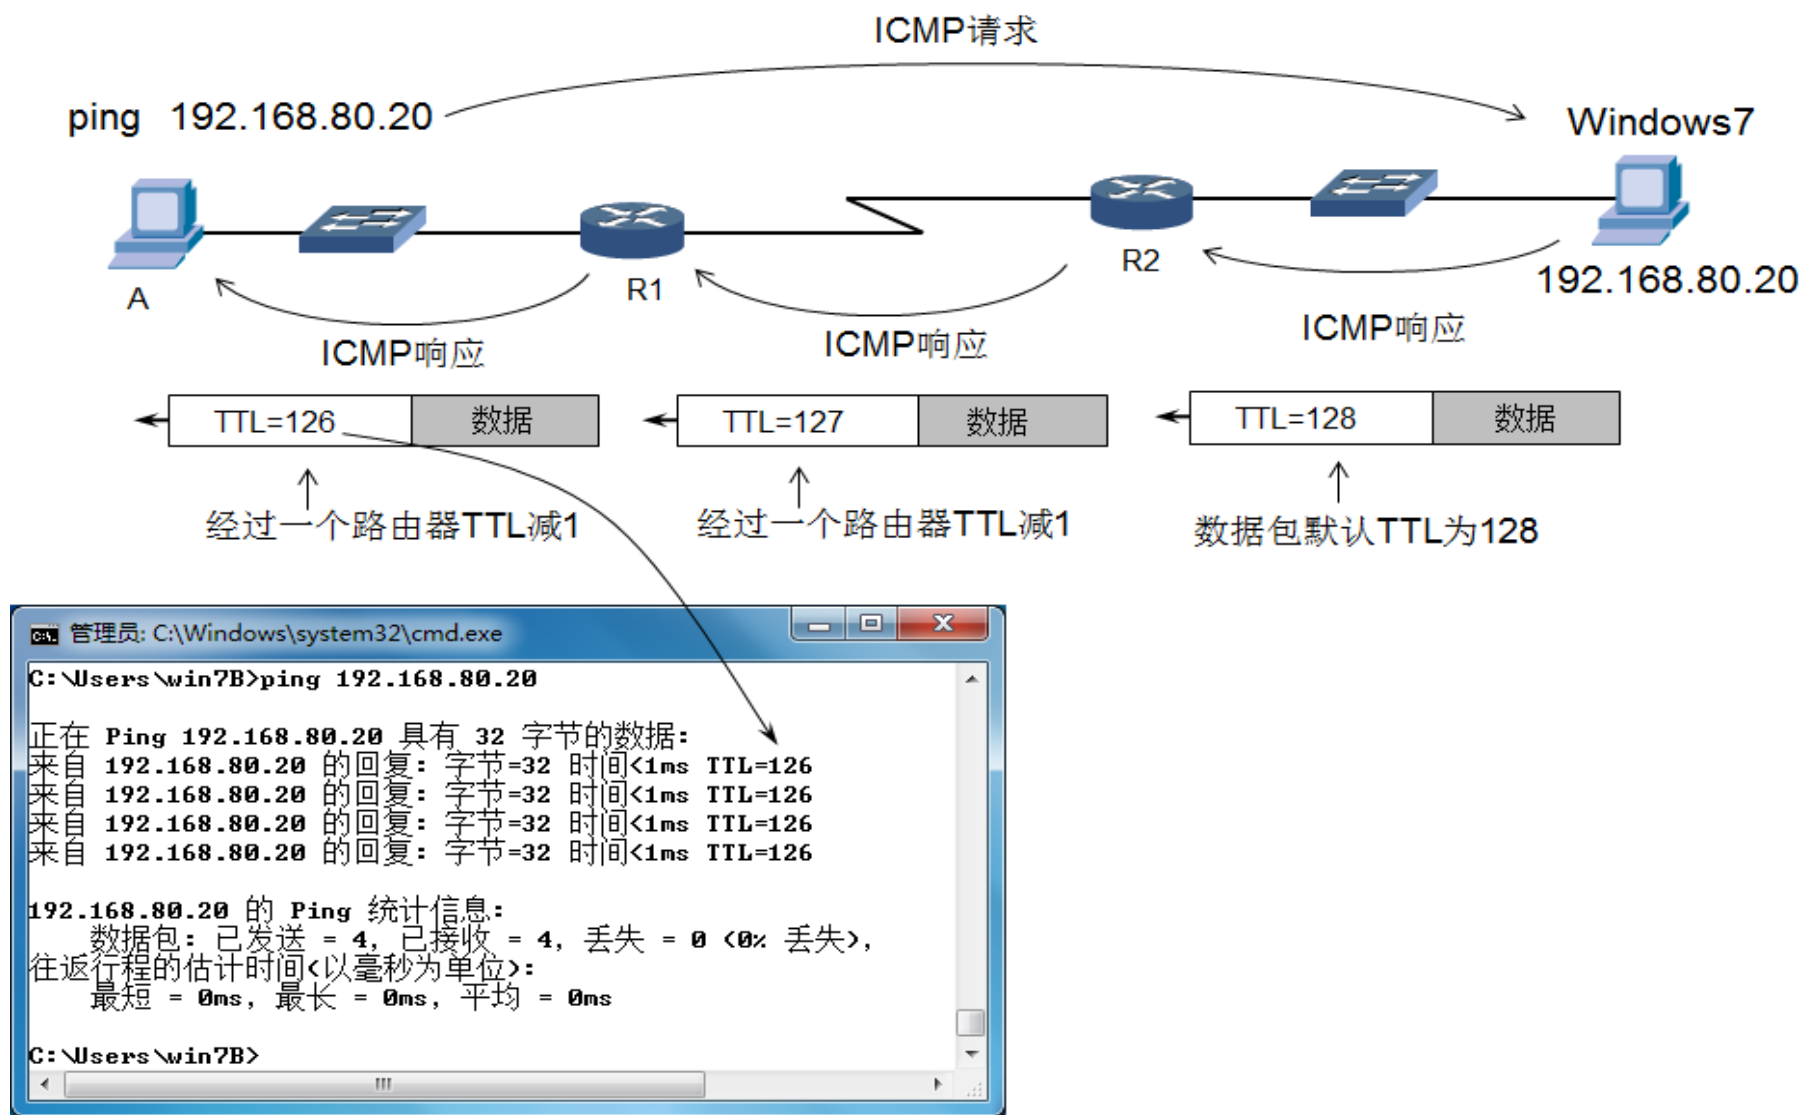 ICMP请求
ping 192.168.80.20
Windows7
A
R1
R2
192.168.80.20
ICMP响应
ICMP响应
ICMP响应
TTL=126 数据
TTL=127 数据
TTL=128 数据
经过一个路由器TTL减1
经过一个路由器TTL减1
数据包默认TTL为128
管理员: C:\Windows\system32\cmd.exe
C:\Users\win7B>ping 192.168.80.20
正在 Ping 192.168.80.20 具有 32 字节的数据:
来自 192.168.80.20 的回复: 字节=32 时间<1ms TTL=126
来自 192.168.80.20 的回复: 字节=32 时间<1ms TTL=126
来自 192.168.80.20 的回复: 字节=32 时间<1ms TTL=126
来自 192.168.80.20 的回复: 字节=32 时间<1ms TTL=126
192.168.80.20 的 Ping 统计信息:
数据包: 已发送 = 4, 已接收 = 4, 丢失 = 0 (0% 丢失),
往返行程的估计时间(以毫秒为单位):
最短 = 0ms, 最长 = 0ms, 平均 = 0ms
C:\Users\win7B>